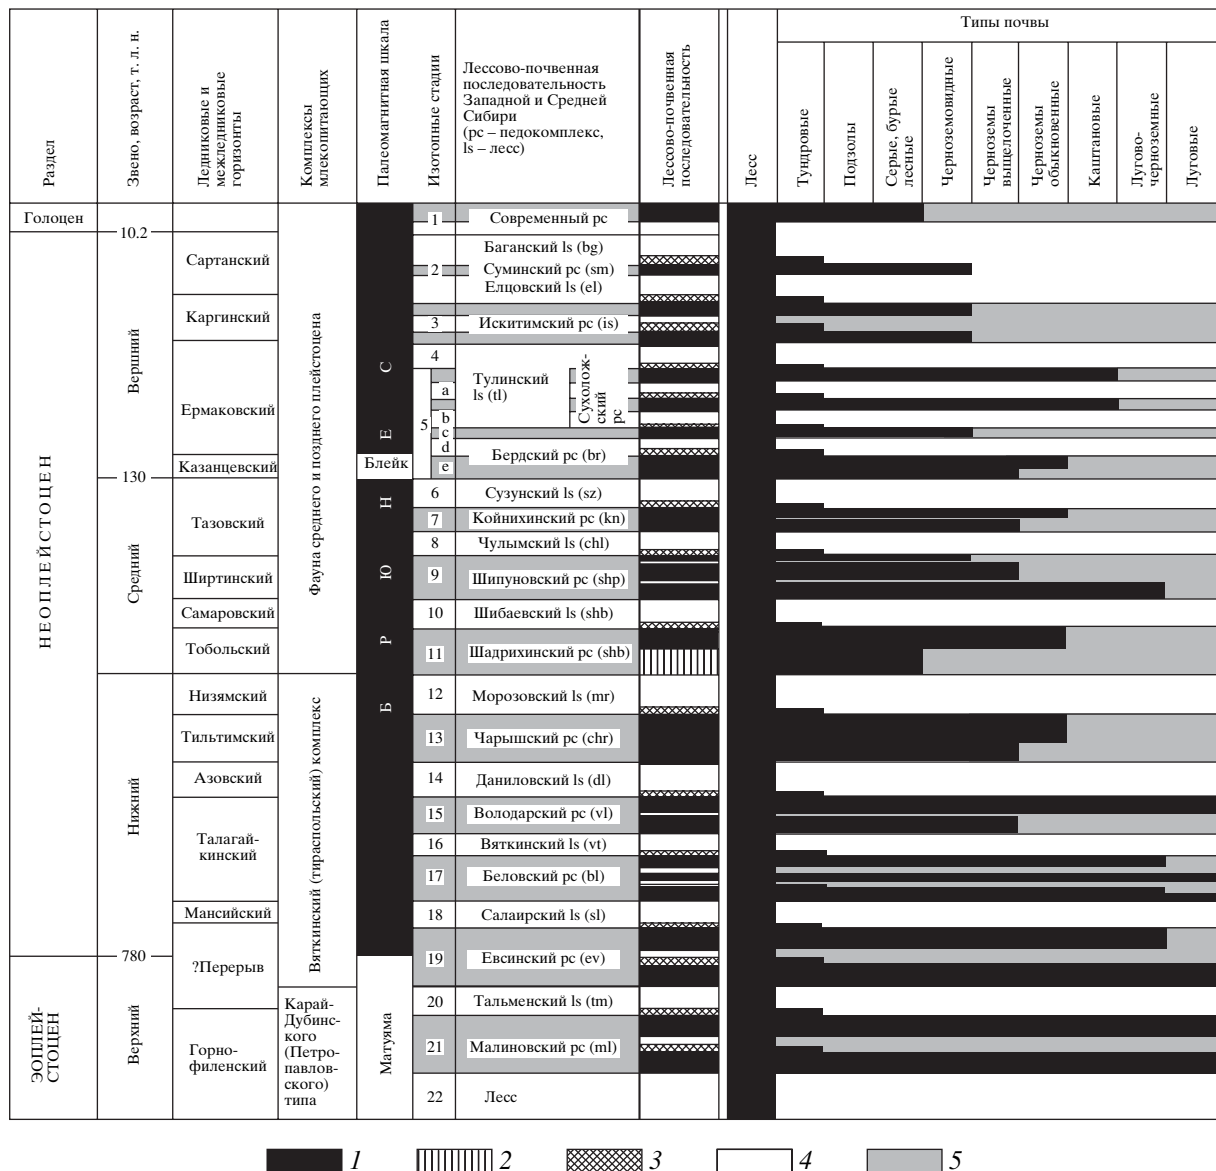 Раздел
Звено, возраст, т. л. н.
Ледниковые и
межледниковые
горизонты
Комплексы
млекопитающих
Палеомагнитная шкала
Изотопные стадии
Лессово-почвенная
последовательность
Западной и Средней
Сибири
(pc – педокомплекс,
ls – лесс)
Лессово-почвенная
последовательность
Лесс
Типы почвы
Тундровые
Подзолы
Серые, бурые
лесные
Черноземовидные
Черноземы
выщелоченные
Черноземы
обыкновенные
Каштановые
Лугово-
черноземные
Луговые
Голоцен
НЕОПЛЕЙСТОЦЕН
ЭОПЛЕЙ-
СТОЦЕН
10.2
Верхний
130
Средний
Нижний
780
Верхний
Сартанский
Каргинский
Ермаковский
Казанцевский
Тазовский
Ширтинский
Самаровский
Тобольский
Низямский
Тильтимский
Азовский
Талагай-
кинский
Мансийский
?Перерыв
Горно-
филенский
Фауна среднего и позднего плейстоцена
Вяткинский (тираспольский) комплекс
Карай-
Дубинс-
кого
(Петро-
павлов-
ского)
типа
БРЮНЕС
Блейк
Матуяма
1
2
3
4
5
a
b
c
d
e
6
7
8
9
10
11
12
13
14
15
16
17
18
19
20
21
22
Современный pc
Баганский ls (bg)
Суминский pc (sm)
Елцовский ls (el)
Искитимский pc (is)
Тулинский
ls (tl)
Сухолож-
ский
pc
Бердский pc (br)
Сузунский ls (sz)
Койнихинский pc (kn)
Чулымский ls (chl)
Шипуновский pc (shp)
Шибаевский ls (shb)
Шадрихинский pc (shb)
Морозовский ls (mr)
Чарышский pc (chr)
Даниловский ls (dl)
Володарский pc (vl)
Вяткинский ls (vt)
Беловский pc (bl)
Салаирский ls (sl)
Евсинский pc (ev)
Тальменский ls (tm)
Малиновский pc (ml)
Лесс
1 2 3 4 5